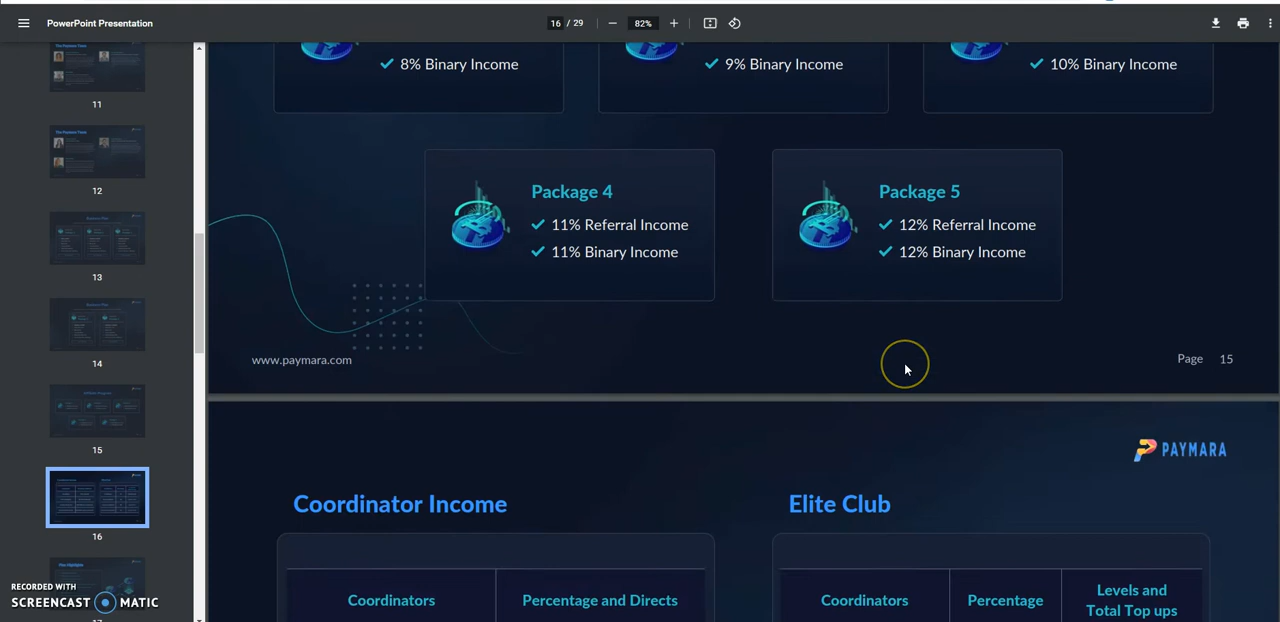 PowerPoint Presentation
16 / 29
82%
11
12
13
14
15
16
8% Binary Income
9% Binary Income
10% Binary Income
Package 4
11% Referral Income
11% Binary Income
Package 5
12% Referral Income
12% Binary Income
www.paymara.com
Page 15
PAYMARA
Coordinator Income
Elite Club
Coordinators
Percentage and Directs
Coordinators
Percentage
Levels and
Total Top ups
RECORDED WITH
SCREENCAST MATIC